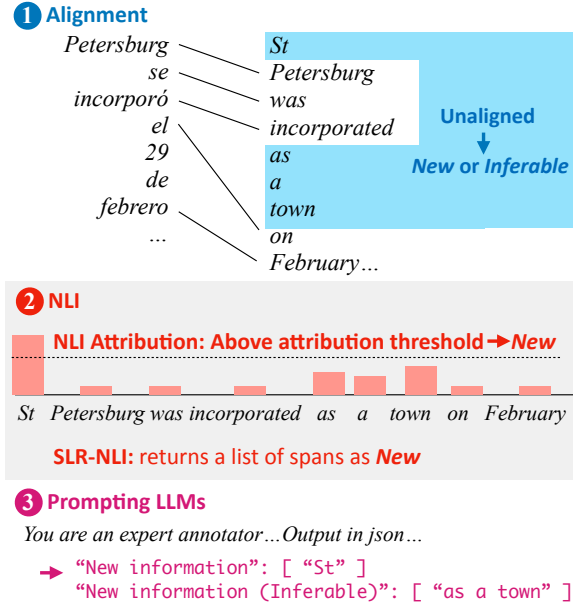 1 Alignment
Petersburg St
se Petersburg
incorporó was
el incorporated
29 as
de a
febrero town
... on
February...
Unaligned
New or Inferable
2 NLI
NLI Attribution: Above attribution threshold → New
St Petersburg was incorporated as a town on February
SLR-NLI: returns a list of spans as New
3 Prompting LLMs
You are an expert annotator...Output in json...
→ “New information”: [ “St” ]
“New information (Inferable)”: [ “as a town” ]